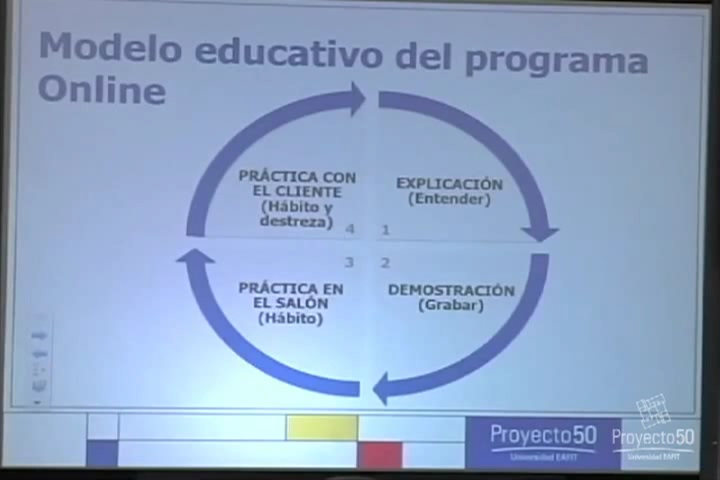 Modelo educativo del programa
Online
PRÁCTICA CON
EL CLIENTE
(Hábito y
destreza)
4
1
EXPLICACIÓN
(Entender)
3
2
PRÁCTICA EN
EL SALÓN
(Hábito)
DEMOSTRACIÓN
(Grabar)
Proyecto50
Universidad EAFIT
Proyecto50
Universidad EAFIT